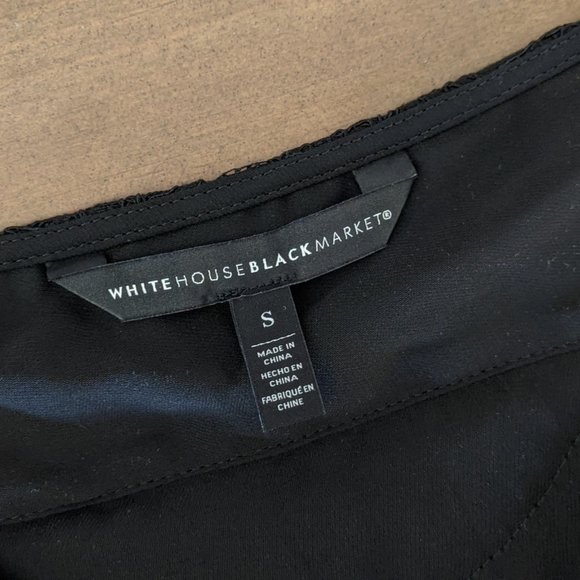 WHITEHOUSEBLACKMARKET®
S
MADE IN
CHINA
HECHO EN
CHINA
FABRIQUÉ EN
CHINE